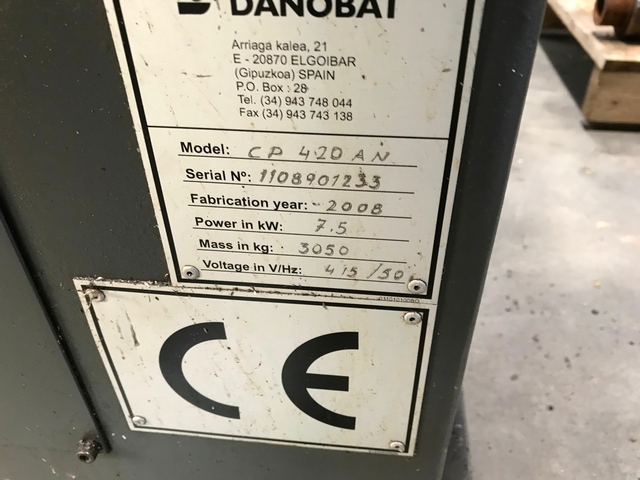 DANOBAT
Arriaga kalea, 21
E - 20870 ELGOIBAR
(Gipuzkoa) SPAIN
P.O. Box : 28
Tel. (34) 943 748 044
Fax (34) 943 743 138
Model: CP 420 AN
Serial Nº: 1108901233
Fabrication year: 2008
Power in kW: 7.5
Mass in kg: 3050
Voltage in V/Hz: 415/50
CE